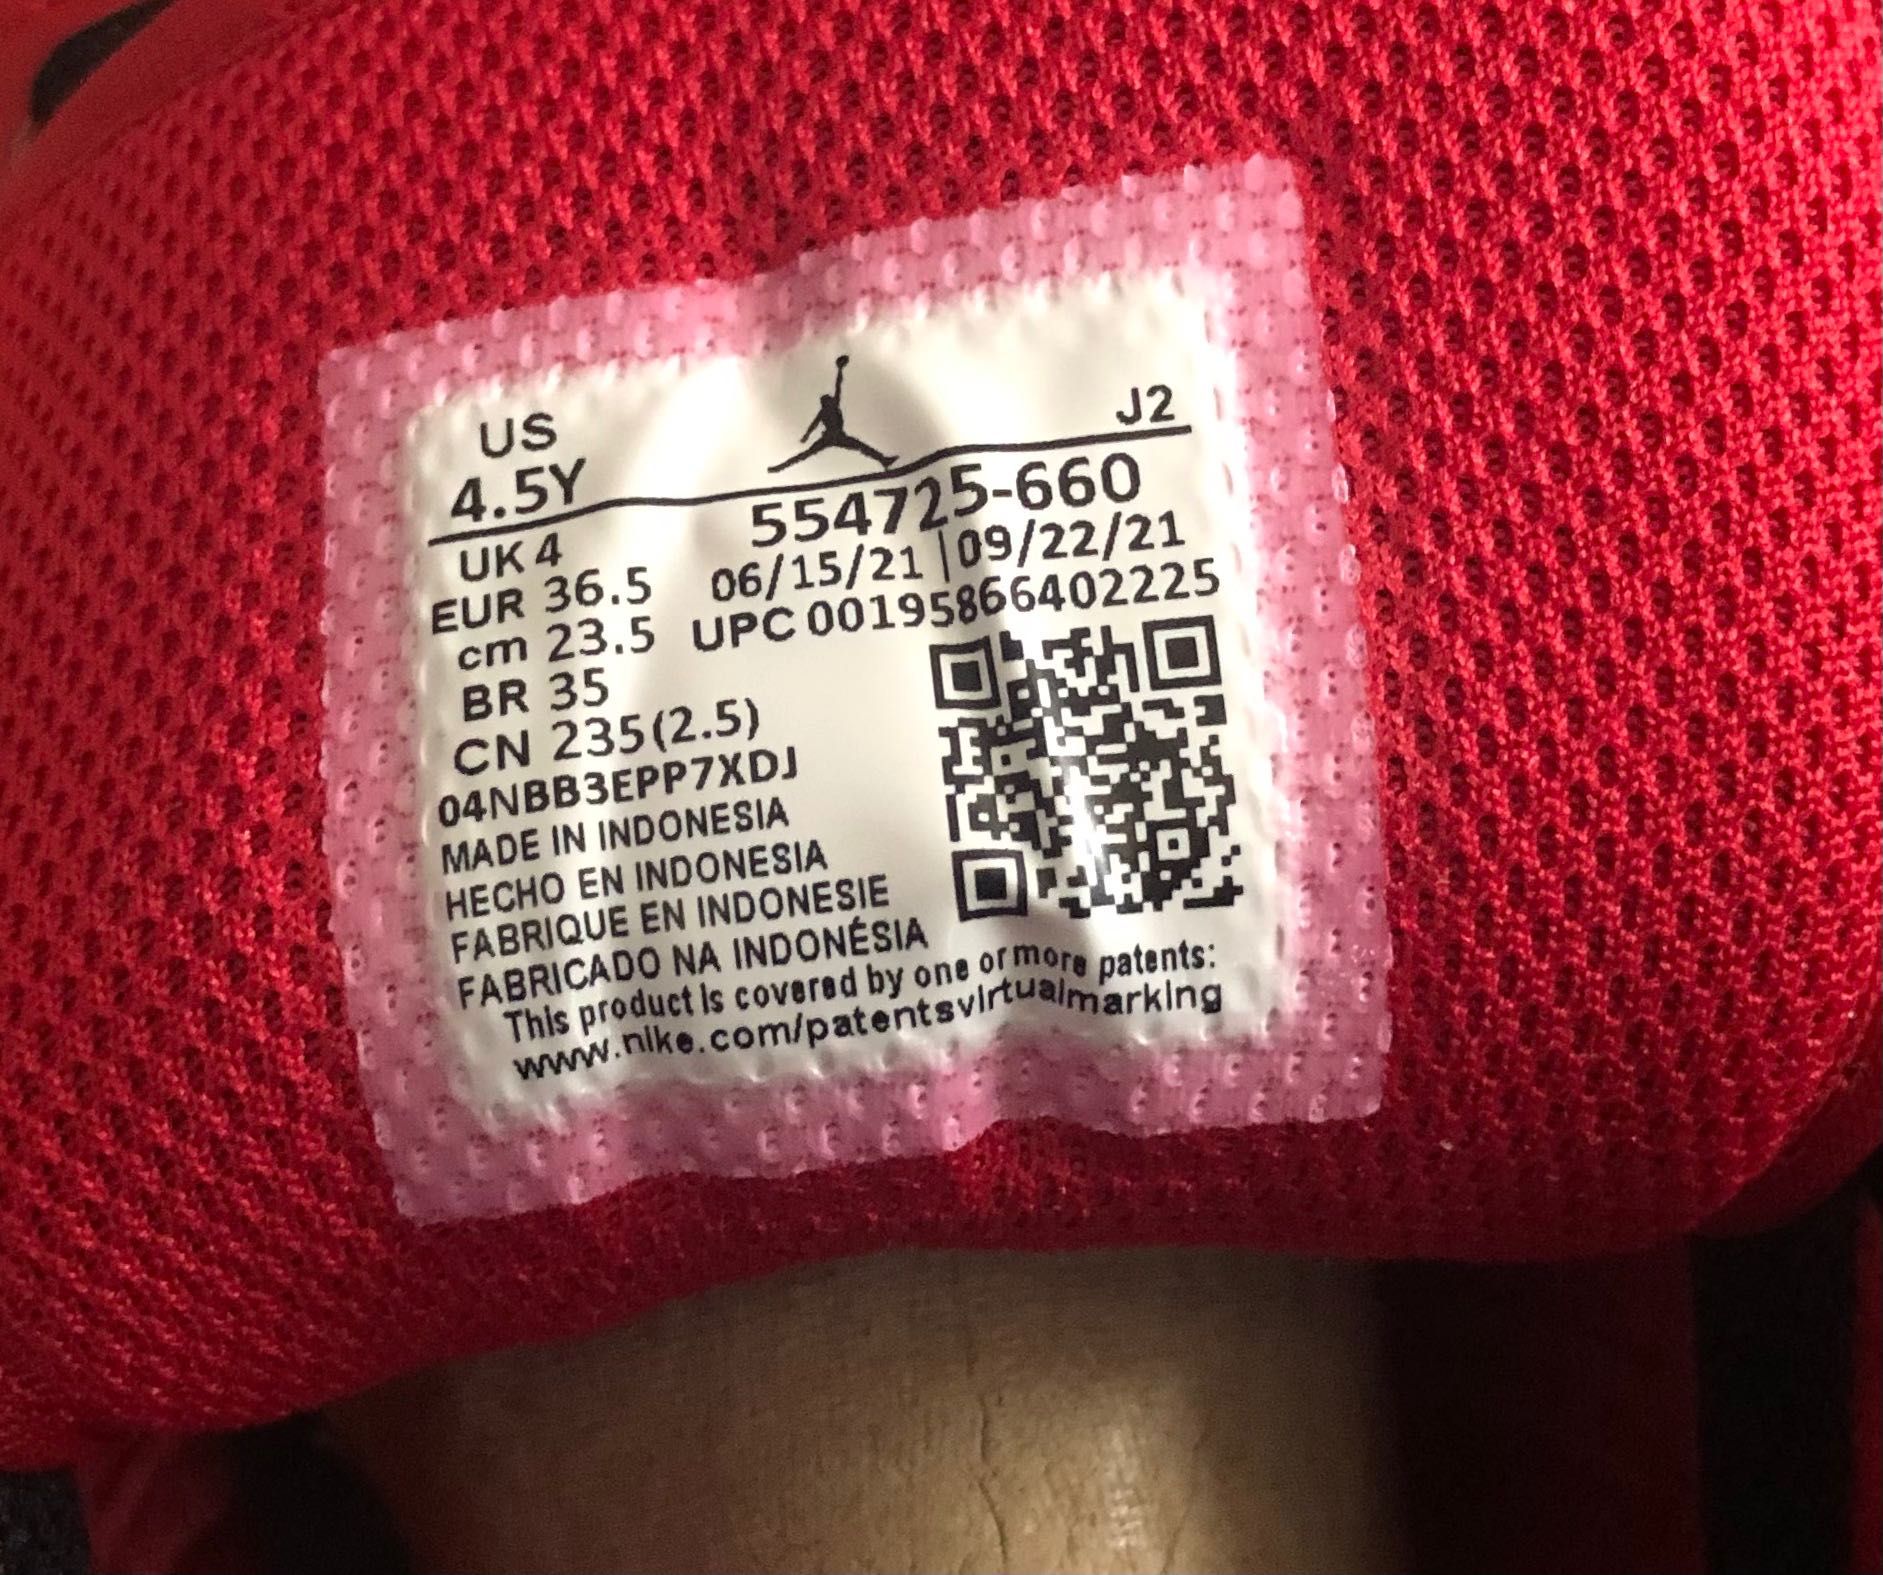 US J2
4.5Y 554725-660
UK 4 06/15/21 | 09/22/21
EUR 36.5 UPC 00195866402225
cm 23.5
BR 35
CN 235(2.5)
04NBB3EPP7XDJ
MADE IN INDONESIA
HECHO EN INDONESIA
FABRIQUE EN INDONESIE
FABRICADO NA INDONÉSIA
This product is covered by one or more patents:
www.nike.com/patentsvirtualmarking